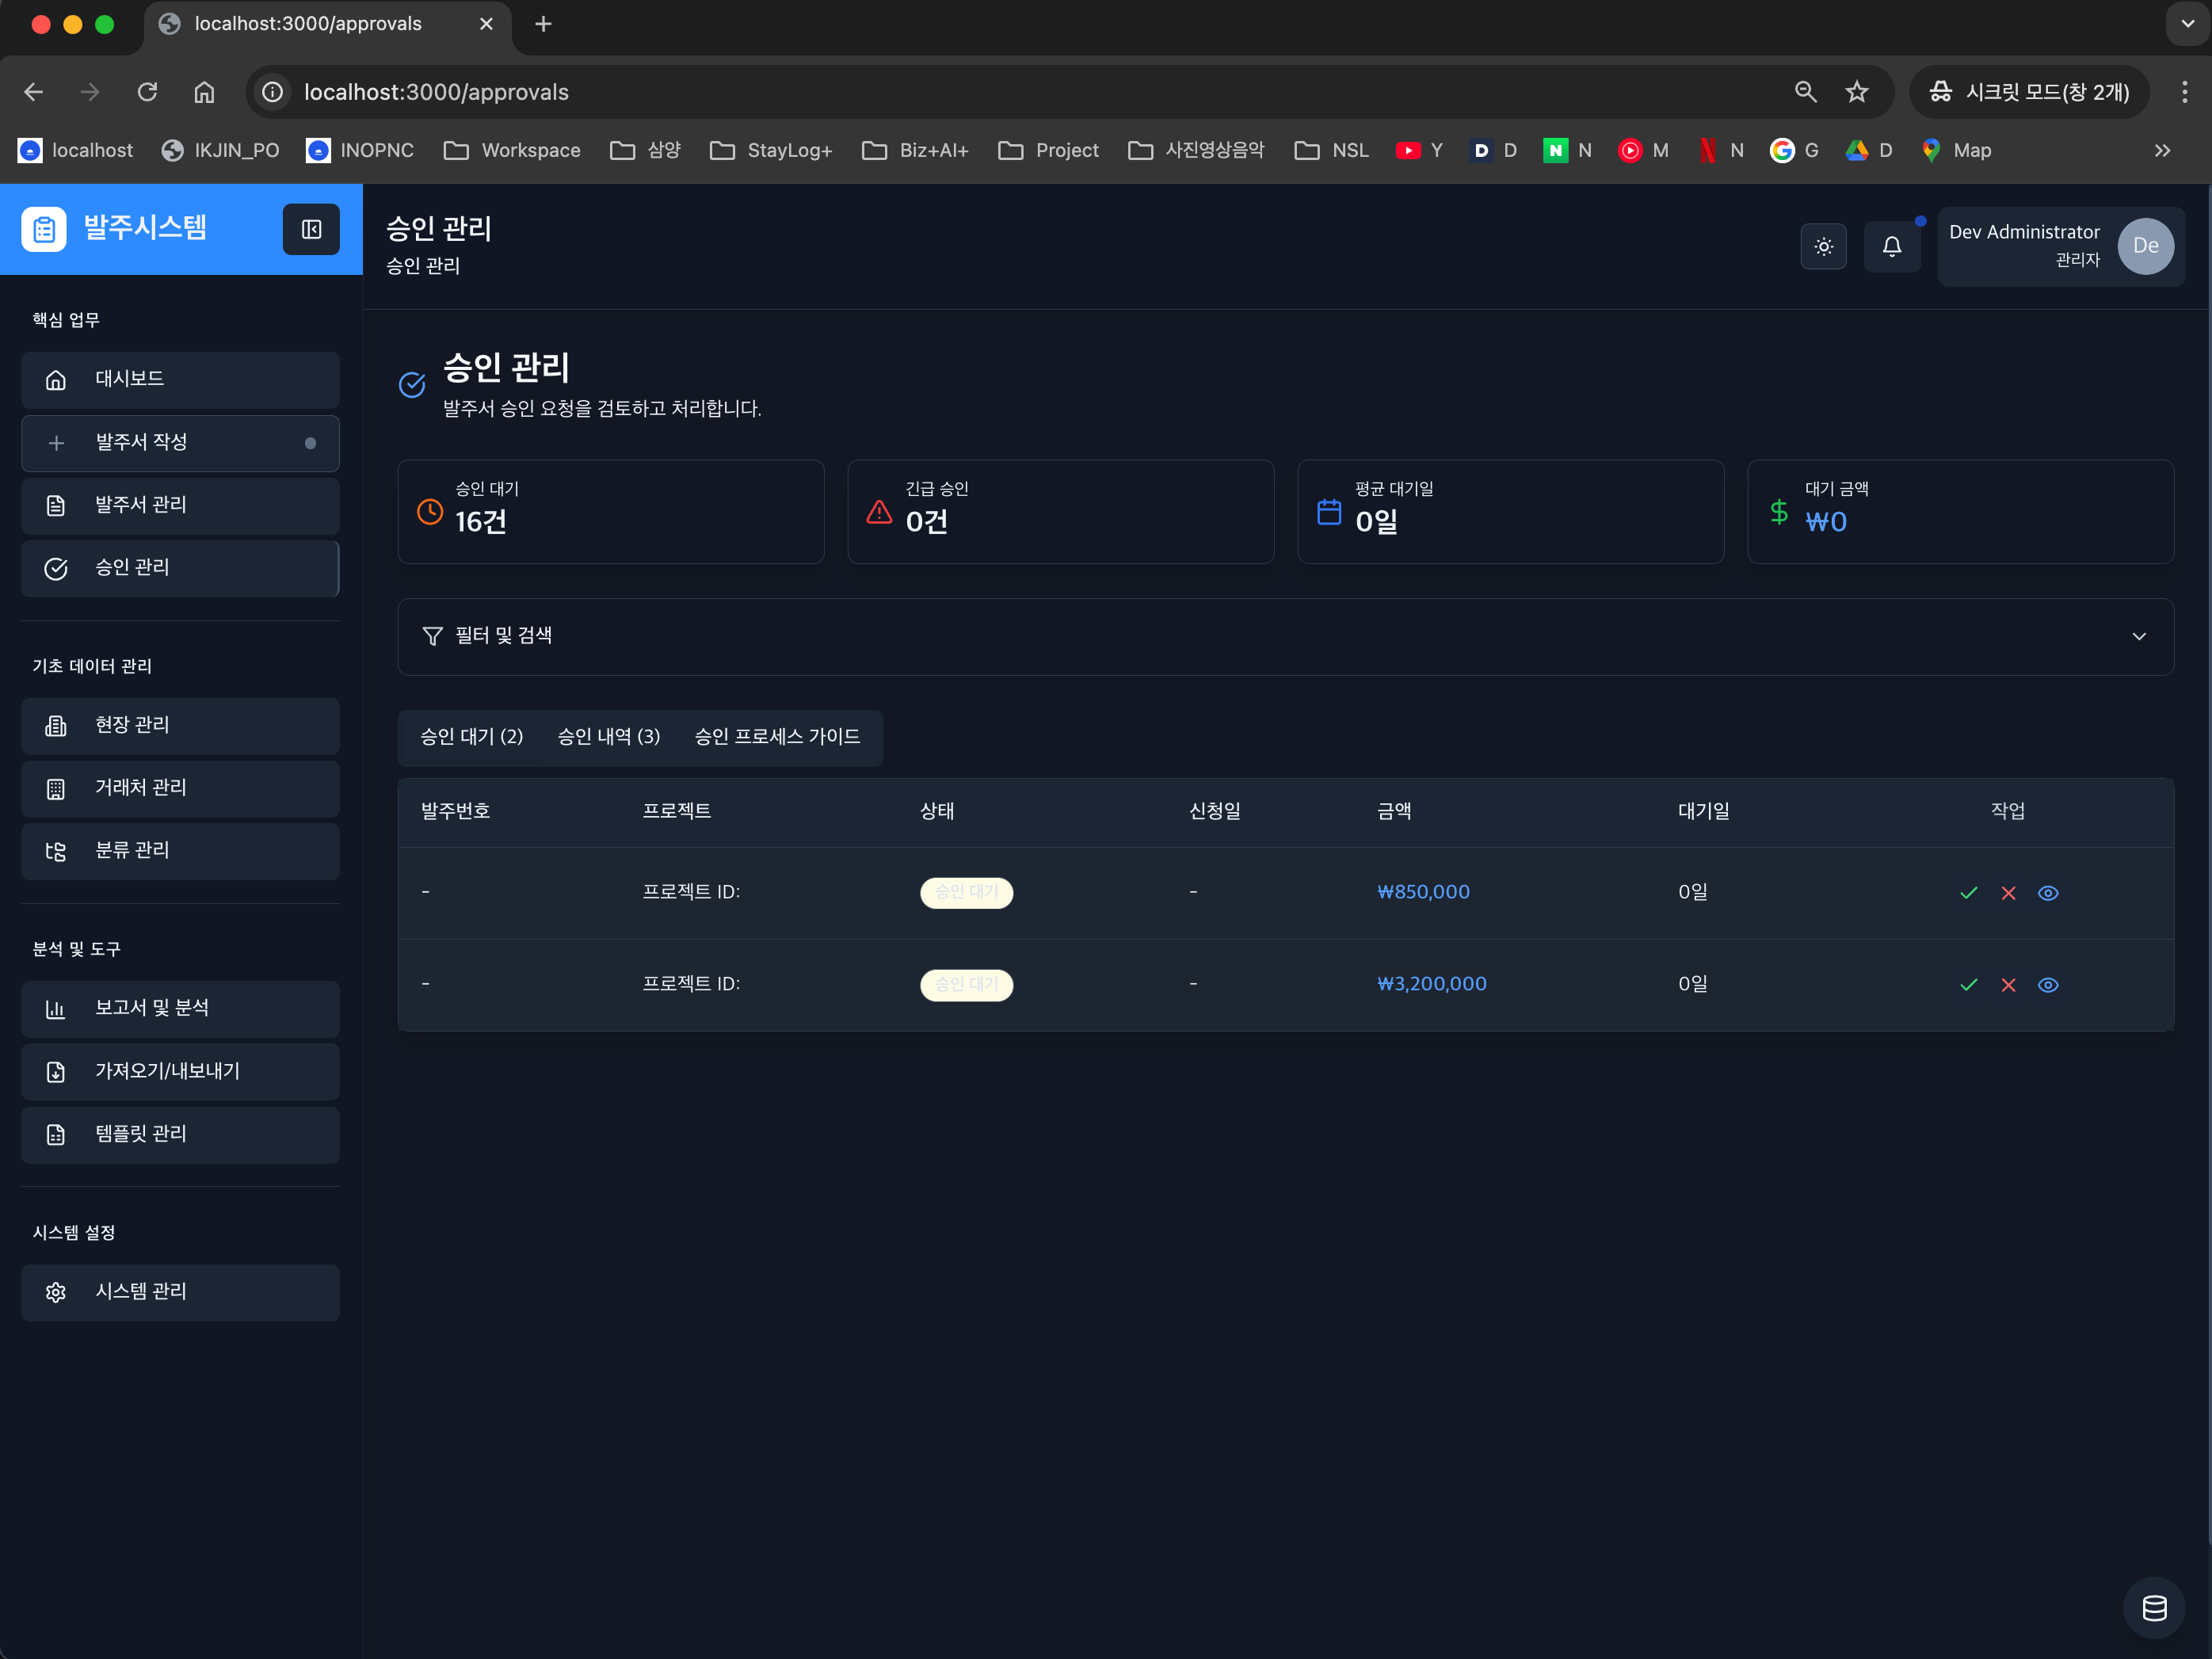 localhost:3000/approvals
localhost:3000/approvals
시크릿 모드(창 2개)
localhost
IKJIN_PO
INOPNC
Workspace
삼양
StayLog+
Biz+AI+
Project
사진영상음악
NSL
Y
D
N
M
N
G
D
Map
발주시스템
핵심 업무
대시보드
발주서 작성
발주서 관리
승인 관리
기초 데이터 관리
현장 관리
거래처 관리
분류 관리
분석 및 도구
보고서 및 분석
가져오기/내보내기
템플릿 관리
시스템 설정
시스템 관리
승인 관리
승인 관리
Dev Administrator
관리자
De
승인 관리
발주서 승인 요청을 검토하고 처리합니다.
승인 대기
16건
긴급 승인
0건
평균 대기일
0일
대기 금액
₩0
필터 및 검색
승인 대기 (2) 승인 내역 (3) 승인 프로세스 가이드
발주번호 프로젝트 상태 신청일 금액 대기일 작업
- 프로젝트 ID: 승인 대기 - ₩850,000 0일
- 프로젝트 ID: 승인 대기 - ₩3,200,000 0일